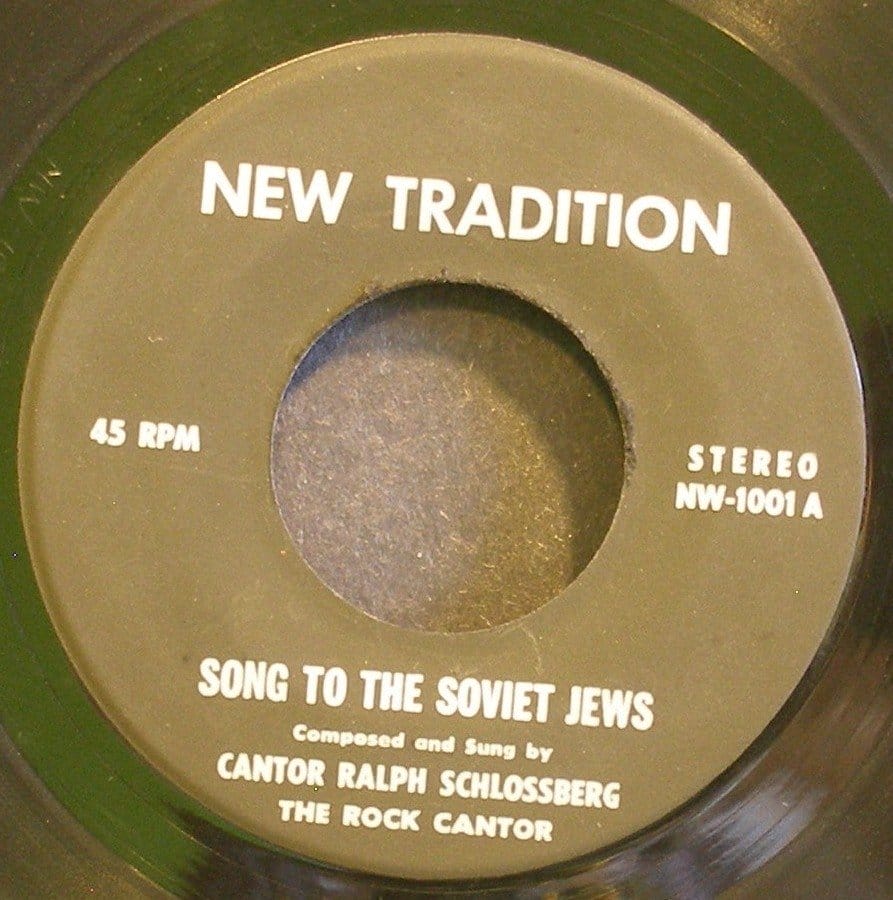 NEW TRADITION
45 RPM
STEREO
NW-1001 A
SONG TO THE SOVIET JEWS
Composed and Sung by
CANTOR RALPH SCHLOSSBERG
THE ROCK CANTOR